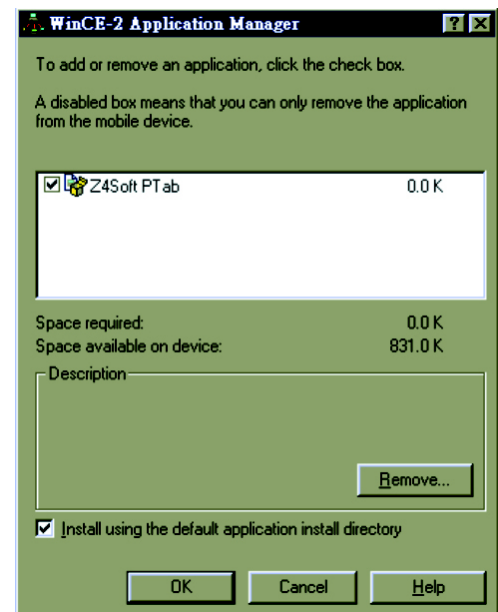 WinCE-2 Application Manager
To add or remove an application, click the check box.
A disabled box means that you can only remove the application
from the mobile device.
Z4Soft PTab 0.0 K
Space required: 0.0 K
Space available on device: 831.0 K
Description
Remove...
Install using the default application install directory
OK Cancel Help